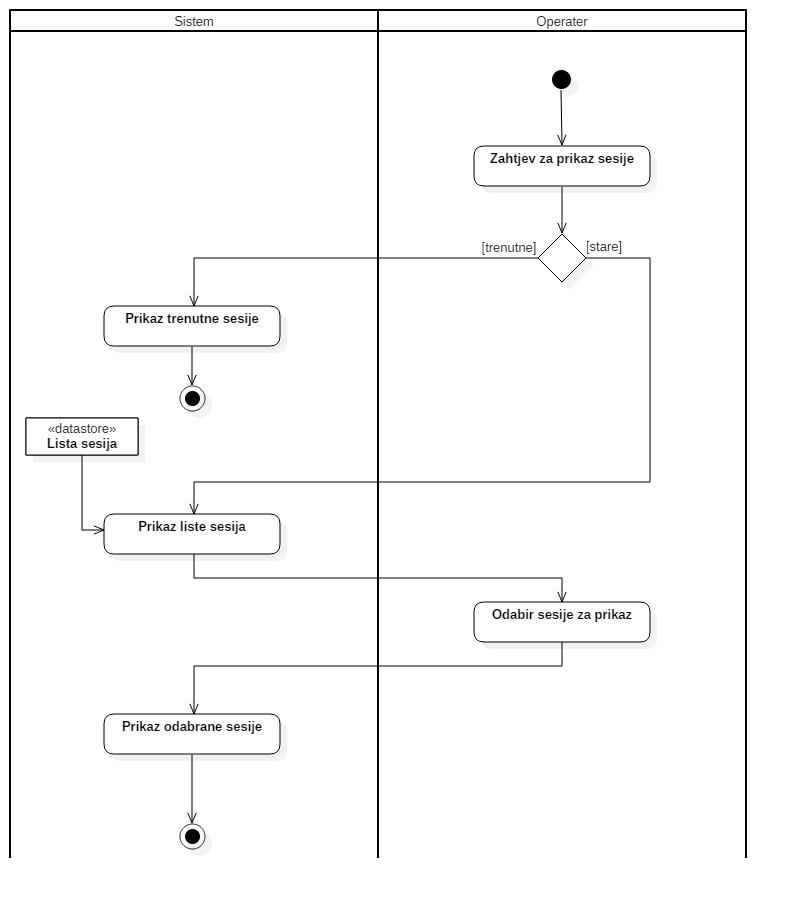 Sistem
Operater
Zahtjev za prikaz sesije
[trenutne]
[stare]
Prikaz trenutne sesije
«datastore»
Lista sesija
Prikaz liste sesija
Odabir sesije za prikaz
Prikaz odabrane sesije